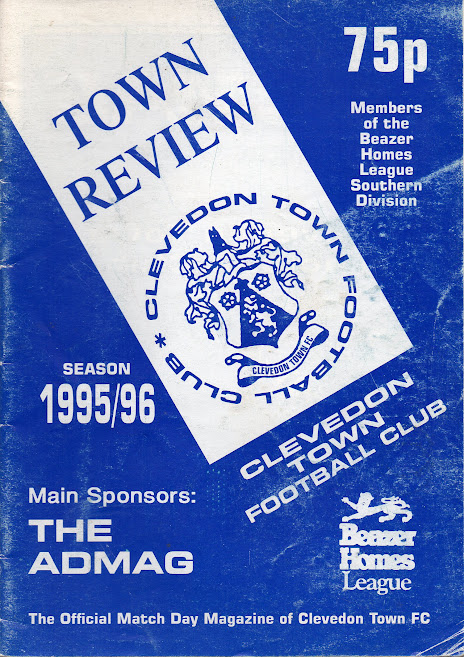 TOWN
REVIEW
75p
Members
of the
Beazer
Homes
League
Southern
Division
* CLEVEDON TOWN FOOTBALL CLUB
CLEVEDON TOWN FC
SEASON
1995/96
CLEVEDON
TOWN
FOOTBALL CLUB
Main Sponsors:
THE
ADMAG
Beazer
Homes
League
The Official Match Day Magazine of Clevedon Town FC